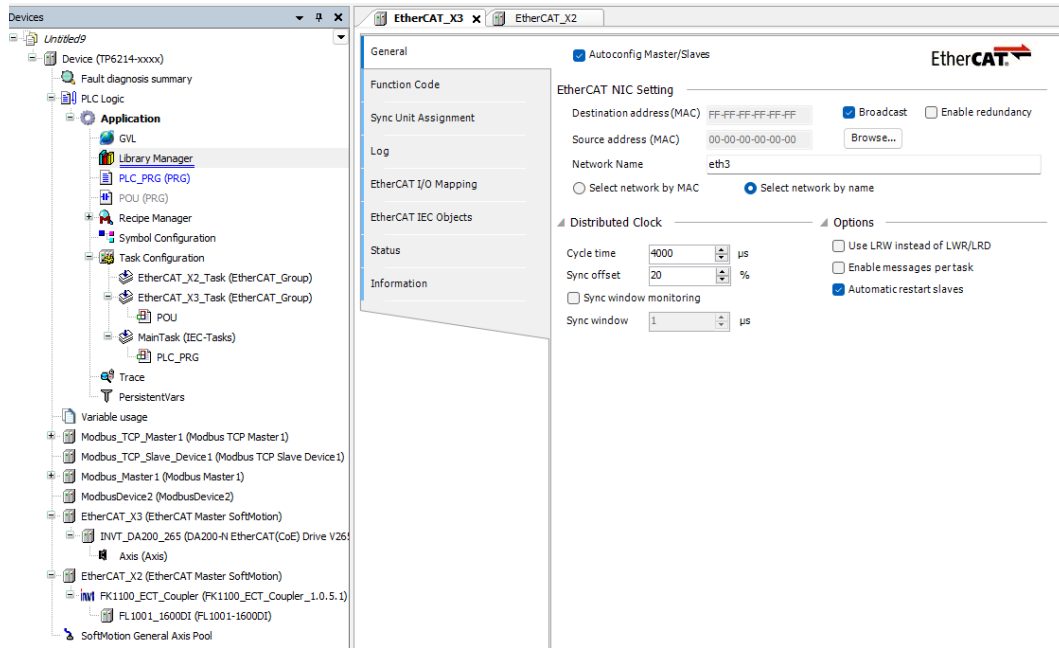 Devices
Untitled9
Device (TP6214-xxxx)
Fault diagnosis summary
PLC Logic
Application
GVL
Library Manager
PLC_PRG (PRG)
POU (PRG)
Recipe Manager
Symbol Configuration
Task Configuration
EtherCAT_X2_Task (EtherCAT_Group)
EtherCAT_X3_Task (EtherCAT_Group)
POU
MainTask (IEC-Tasks)
PLC_PRG
Trace
PersistentVars
Variable usage
Modbus_TCP_Master1 (Modbus TCP Master1)
Modbus_TCP_Slave_Device1 (Modbus TCP Slave Device1)
Modbus_Master1 (Modbus Master1)
ModbusDevice2 (ModbusDevice2)
EtherCAT_X3 (EtherCAT Master SoftMotion)
INVT_DA200_265 (DA200-N EtherCAT(CoE) Drive V265
Axis (Axis)
EtherCAT_X2 (EtherCAT Master SoftMotion)
invt FK1100_ECT_Coupler (FK1100_ECT_Coupler_1.0.5.1)
FL1001_1600DI (FL1001-1600DI)
SoftMotion General Axis Pool
EtherCAT_X3 EtherCAT_X2
General
Function Code
Sync Unit Assignment
Log
EtherCAT I/O Mapping
EtherCAT IEC Objects
Status
Information
Autoconfig Master/Slaves
EtherCAT.
EtherCAT NIC Setting
Destination address (MAC) FF-FF-FF-FF-FF-FF Broadcast Enable redundancy
Source address (MAC) 00-00-00-00-00-00 Browse...
Network Name eth3
Select network by MAC Select network by name
Distributed Clock
Cycle time 4000 µs
Sync offset 20 %
Sync window monitoring
Sync window 1 µs
Options
Use LRW instead of LWR/LRD
Enable messages per task
Automatic restart slaves